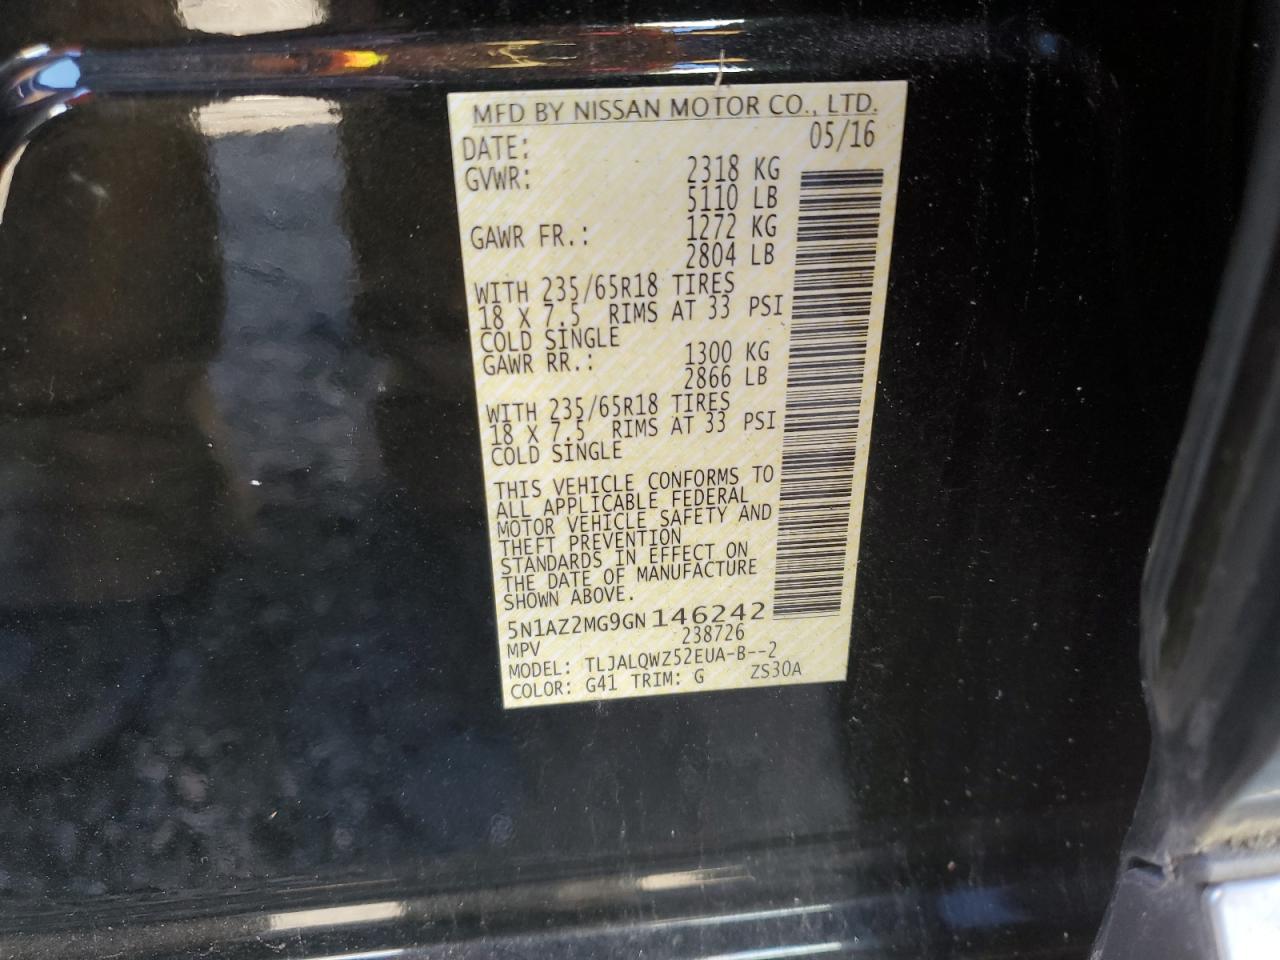 MFD BY NISSAN MOTOR CO., LTD.
DATE: 05/16
GVWR: 2318 KG
5110 LB
GAWR FR.: 1272 KG
2804 LB
WITH 235/65R18 TIRES
18 X 7.5 RIMS AT 33 PSI
COLD SINGLE
GAWR RR.: 1300 KG
2866 LB
WITH 235/65R18 TIRES
18 X 7.5 RIMS AT 33 PSI
COLD SINGLE
THIS VEHICLE CONFORMS TO
ALL APPLICABLE FEDERAL
MOTOR VEHICLE SAFETY AND
THEFT PREVENTION
STANDARDS IN EFFECT ON
THE DATE OF MANUFACTURE
SHOWN ABOVE.
5N1AZ2MG9GN146242
MPV 238726
MODEL: TLJALQWZ52EUA-B--2
COLOR: G41 TRIM: G ZS30A